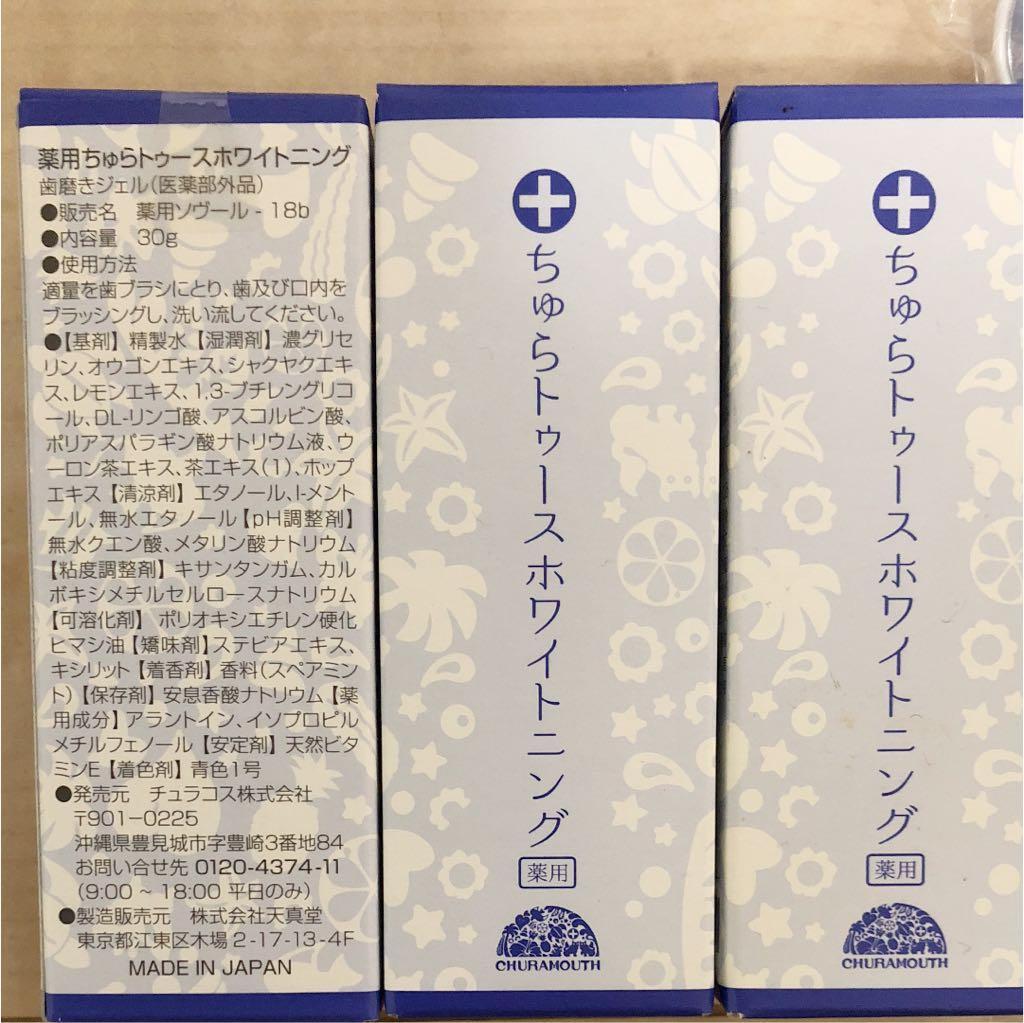 薬用ちゅらトゥースホワイトニング
歯磨きジェル(医薬部外品)
●販売名 薬用ソヴール - 18b
●内容量 30g
●使用方法
適量を歯ブラシにとり、歯及び口内を
ブラッシングし、洗い流してください。
●【基剤】 精製水 【湿潤剤】 濃グリセ
リン、オウゴンエキス、シャクヤクエキ
ス、レモンエキス、1,3-ブチレングリコ
ール、DL-リンゴ酸、アスコルビン酸、
ポリアスパラギン酸ナトリウム液、ウ
ーロン茶エキス、茶エキス(1)、ホップ
エキス 【清涼剤】 エタノール、l-メント
ール、無水エタノール【pH調整剤】
無水クエン酸、メタリン酸ナトリウム
【粘度調整剤】 キサンタンガム、カル
ボキシメチルセルロースナトリウム
【可溶化剤】 ポリオキシエチレン硬化
ヒマシ油【矯味剤】ステビアエキス、
キシリット【着香剤】香料(スペアミン
ト)【保存剤】 安息香酸ナトリウム【薬
用成分】アラントイン、イソプロピル
メチルフェノール 【安定剤】 天然ビタ
ミンE【着色剤】青色1号
●発売元 チュラコス株式会社
〒901-0225
沖縄県豊見城市字豊崎3番地84
お問い合せ先 0120-4374-11
(9:00 ~ 18:00 平日のみ)
●製造販売元 株式会社天真堂
東京都江東区木場 2-17-13-4F
MADE IN JAPAN
ちゅらトゥースホワイトニング
薬用
CHURAMOUTH
ちゅらトゥースホワイトニング
薬用
CHURAMOUTH